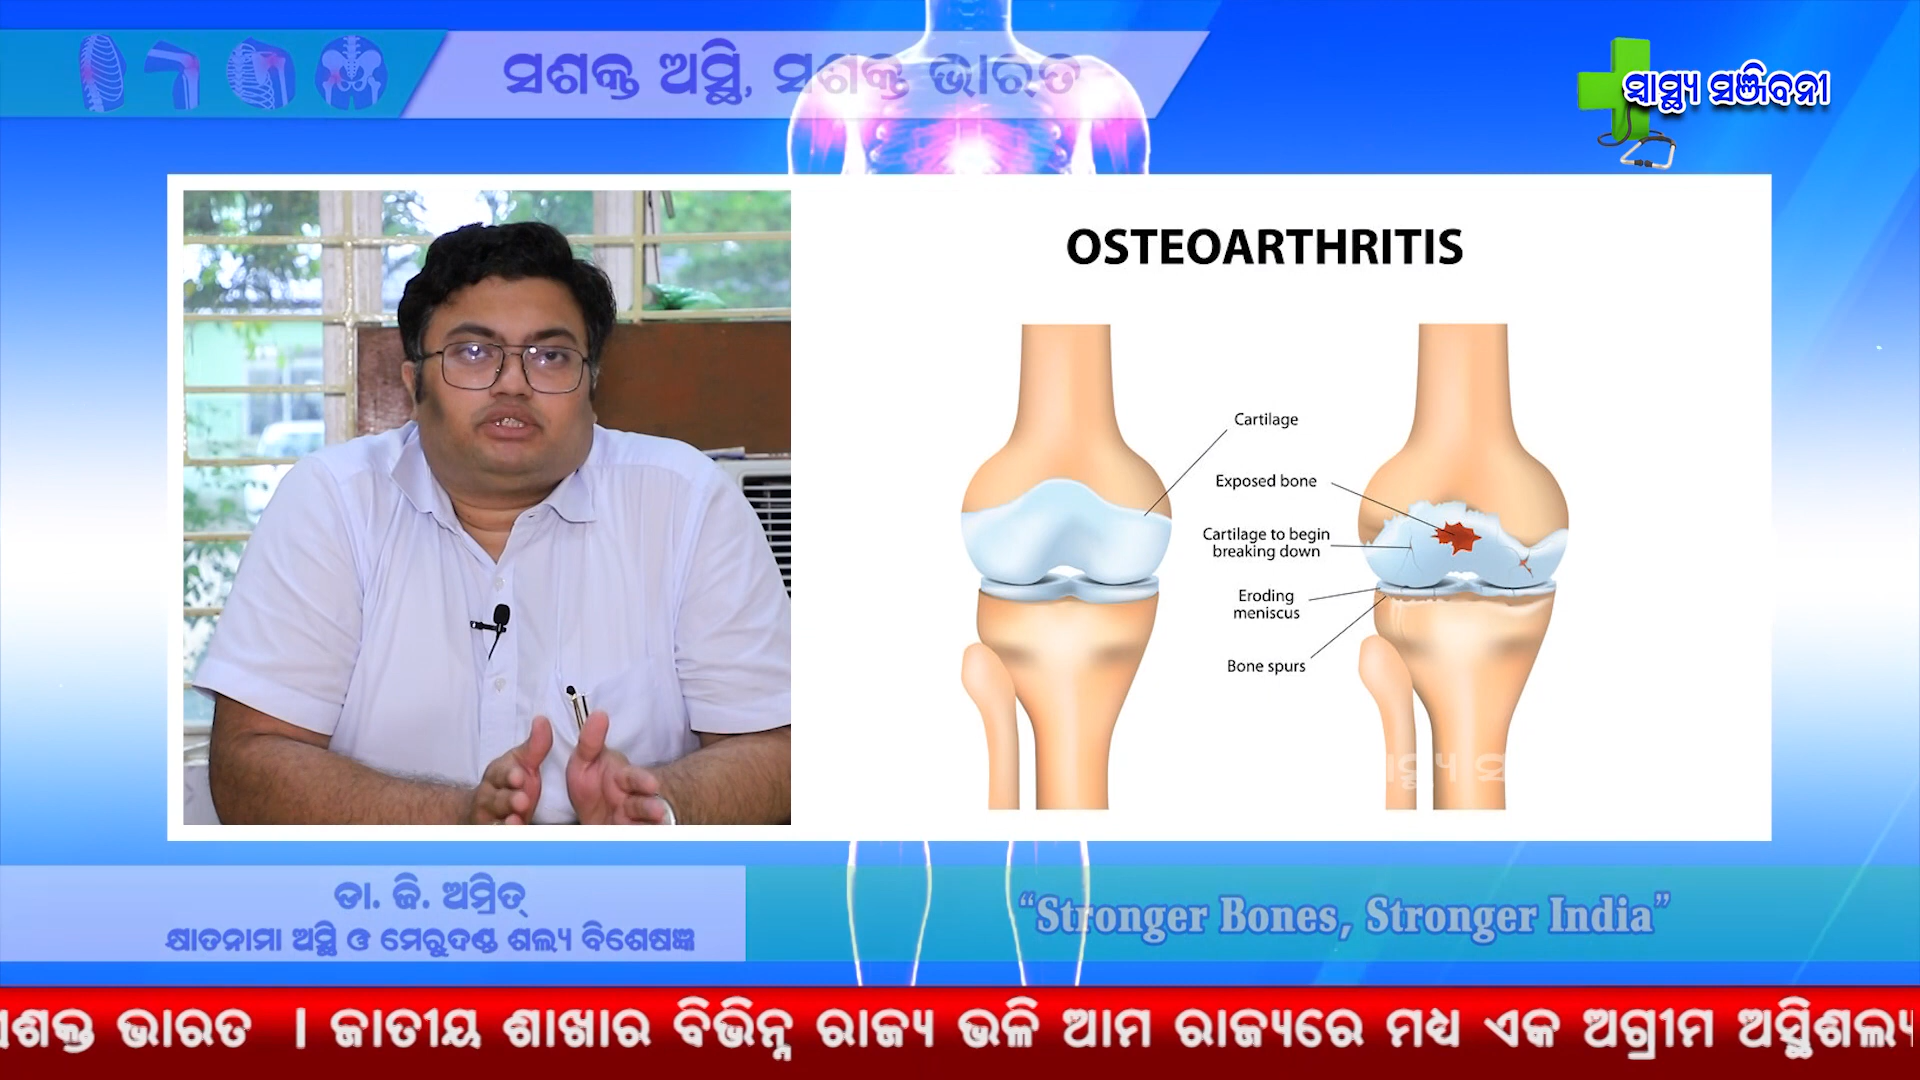 ସଶକ୍ତ ଅସ୍ଥି, ସଶକ୍ତ ଭାରତ
ସ୍ୱାସ୍ଥ୍ୟ ସଞ୍ଜିବନୀ
OSTEOARTHRITIS
Cartilage
Exposed bone
Cartilage to begin
breaking down
Eroding
meniscus
Bone spurs
ଡା. ଜି. ଅମ୍ରିତ୍
କ୍ଷାତନାମା ଅସ୍ଥି ଓ ମେରୁଦଣ୍ଡ ଶଲ୍ୟ ବିଶେଷଜ୍ଞ
“Stronger Bones, Stronger India”
ସଶକ୍ତ ଭାରତ । ଜାତୀୟ ଶାଖାର ବିଭିନ୍ନ ରାଜ୍ୟ ଭଳି ଆମ ରାଜ୍ୟରେ ମଧ୍ୟ ଏକ ଅଗ୍ରୀମ ଅସ୍ଥିଶଲ୍ୟ